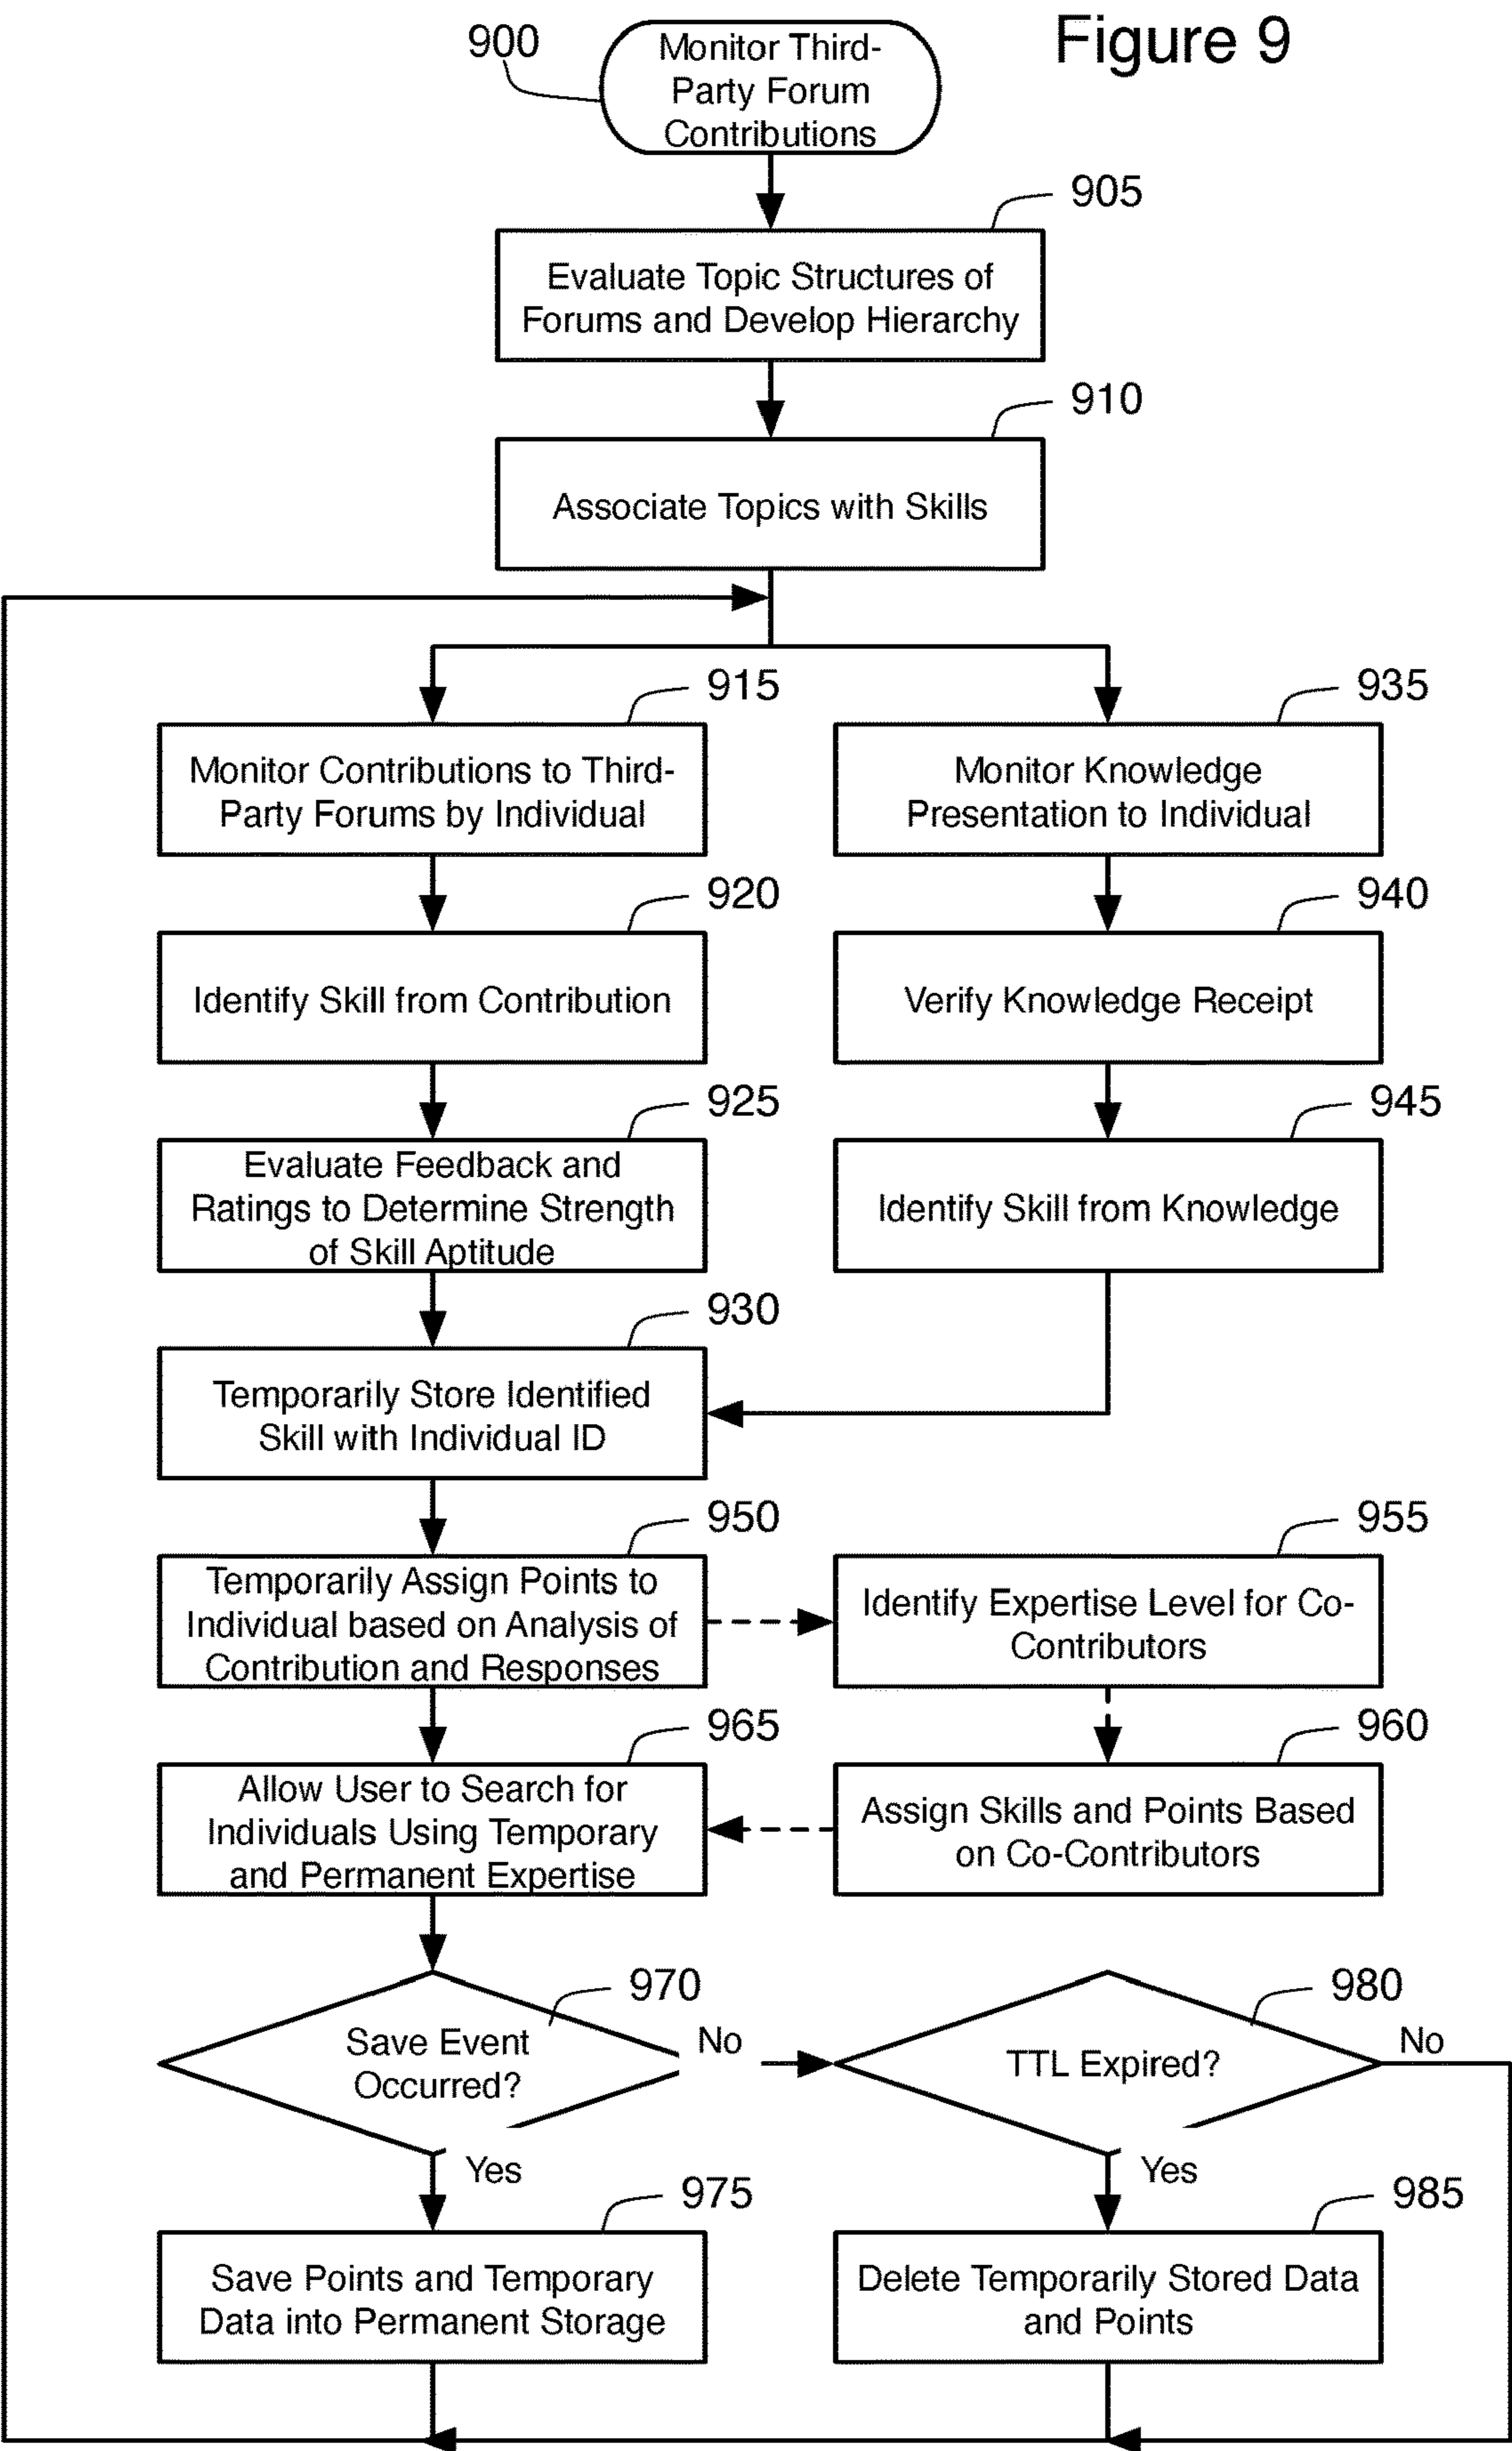 Figure 9
900
Monitor Third-
Party Forum
Contributions
905
Evaluate Topic Structures of
Forums and Develop Hierarchy
910
Associate Topics with Skills
915
Monitor Contributions to Third-
Party Forums by Individual
935
Monitor Knowledge
Presentation to Individual
920
Identify Skill from Contribution
940
Verify Knowledge Receipt
925
Evaluate Feedback and
Ratings to Determine Strength
of Skill Aptitude
945
Identify Skill from Knowledge
930
Temporarily Store Identified
Skill with Individual ID
950
Temporarily Assign Points to
Individual based on Analysis of
Contribution and Responses
955
Identify Expertise Level for Co-
Contributors
965
Allow User to Search for
Individuals Using Temporary
and Permanent Expertise
960
Assign Skills and Points Based
on Co-Contributors
970
Save Event
Occurred?
No
Yes
980
TTL Expired?
No
Yes
975
Save Points and Temporary
Data into Permanent Storage
985
Delete Temporarily Stored Data
and Points